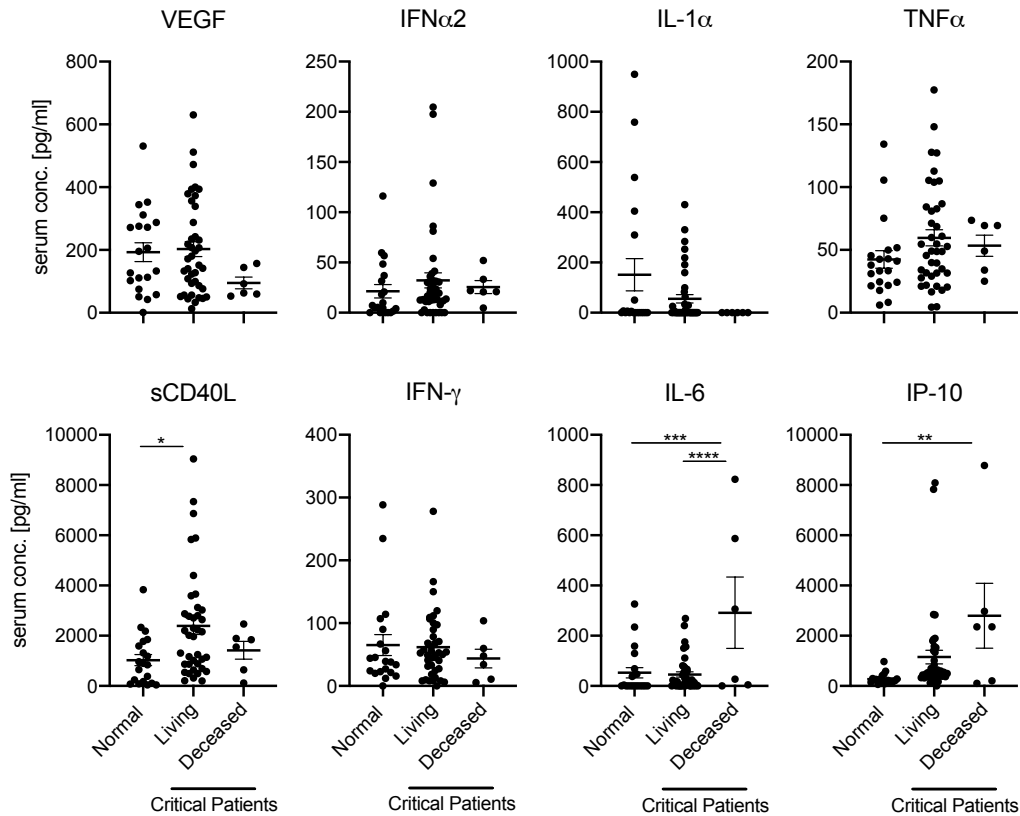 VEGF
IFNα2
IL-1α
TNFα
serum conc. [pg/ml]
800
600
400
200
0
250
200
150
100
50
0
1000
800
600
400
200
0
200
150
100
50
0
sCD40L
IFN-γ
IL-6
IP-10
serum conc. [pg/ml]
10000
8000
6000
4000
2000
0
*
400
300
200
100
0
1000
800
600
400
200
0
***
****
10000
8000
6000
4000
2000
0
**
Normal
Living
Deceased
Normal
Living
Deceased
Normal
Living
Deceased
Normal
Living
Deceased
Critical Patients
Critical Patients
Critical Patients
Critical Patients